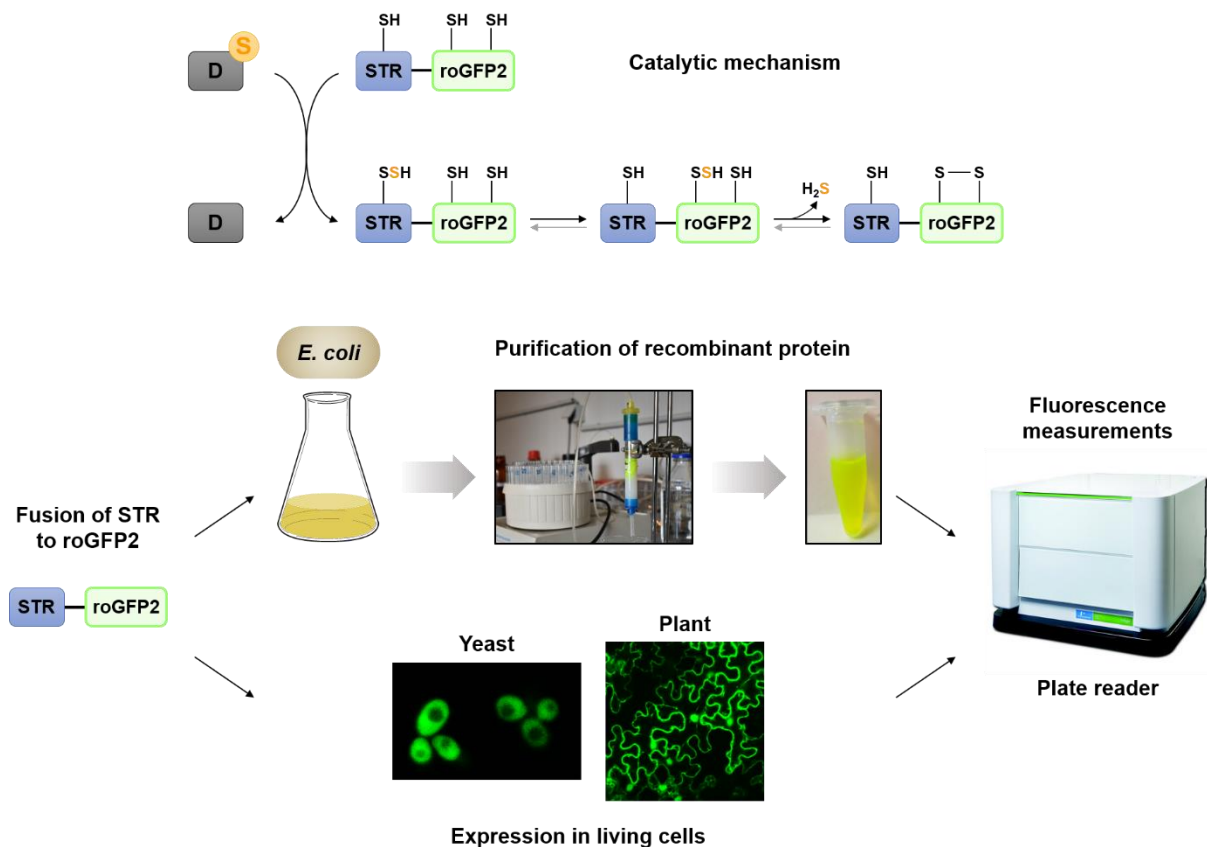 SH SH SH
S
D
STR
roGFP2
Catalytic mechanism
SSH SH SH
SH SSH SH
H2S
SH S S
D
STR
roGFP2
STR
roGFP2
STR
roGFP2
E. coli
Purification of recombinant protein
Fluorescence
measurements
Fusion of STR
to roGFP2
STR
roGFP2
Yeast
Plant
Plate reader
Expression in living cells